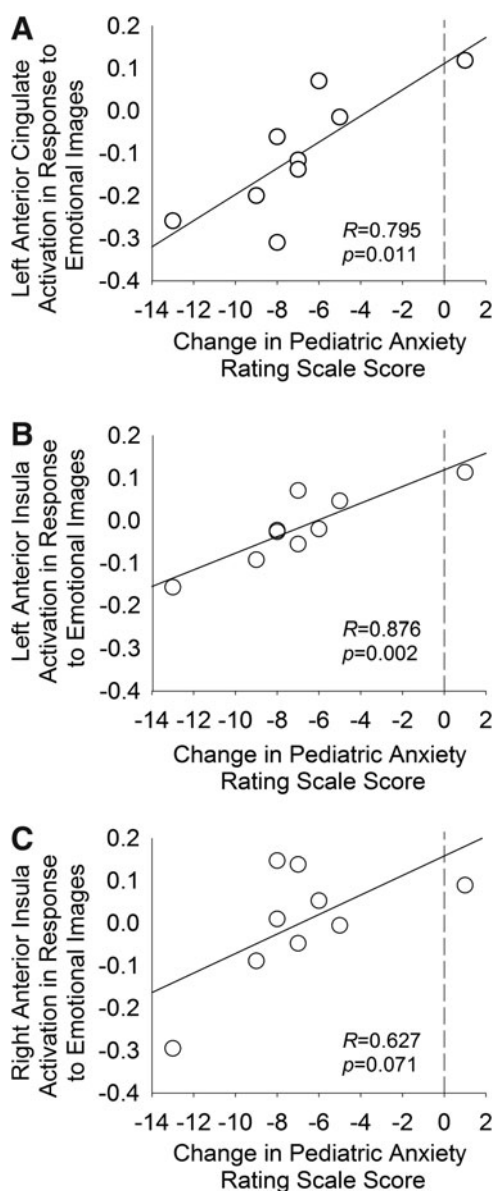 A
Left Anterior Cingulate
Activation in Response to
Emotional Images
0.2
0.1
0.0
-0.1
-0.2
-0.3
-0.4
R=0.795
p=0.011
-14 -12 -10 -8 -6 -4 -2 0 2
Change in Pediatric Anxiety
Rating Scale Score
B
Left Anterior Insula
Activation in Response
to Emotional Images
0.2
0.1
0.0
-0.1
-0.2
-0.3
-0.4
R=0.876
p=0.002
-14 -12 -10 -8 -6 -4 -2 0 2
Change in Pediatric Anxiety
Rating Scale Score
C
Right Anterior Insula
Activation in Response
to Emotional Images
0.2
0.1
0.0
-0.1
-0.2
-0.3
-0.4
R=0.627
p=0.071
-14 -12 -10 -8 -6 -4 -2 0 2
Change in Pediatric Anxiety
Rating Scale Score